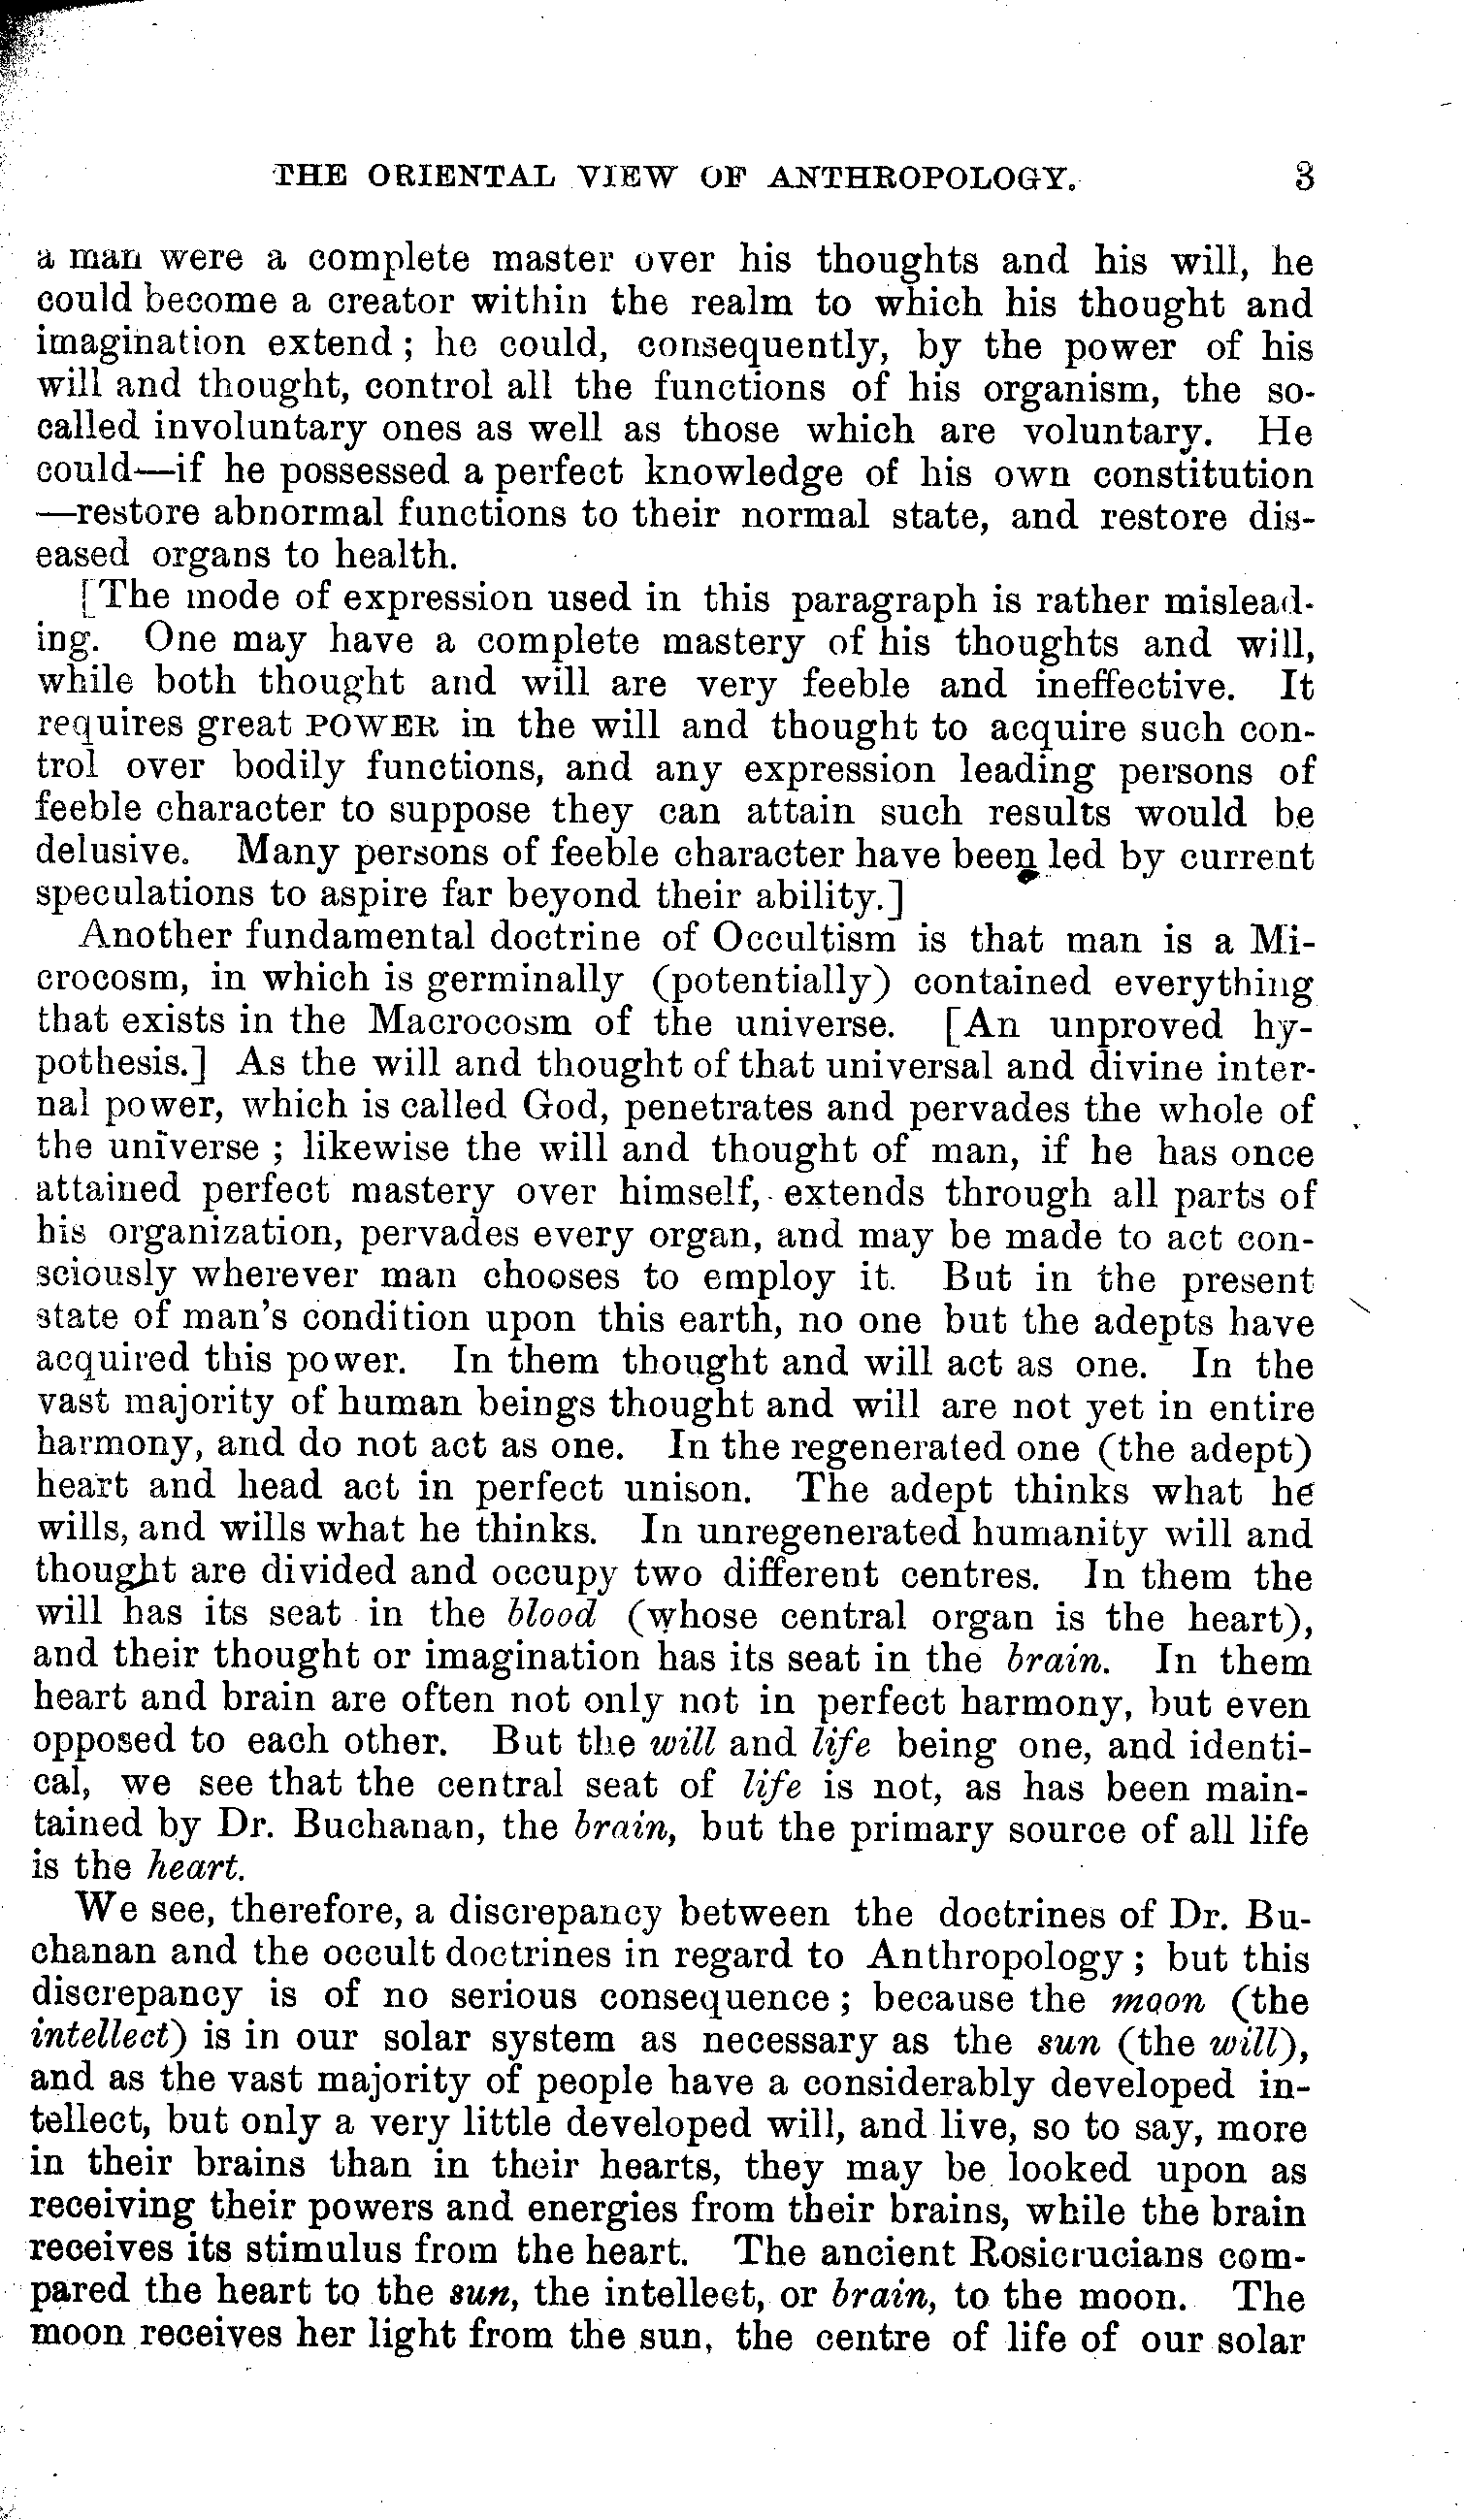 THE ORIENTAL VIEW OF ANTHROPOLOGY. 3
a man were a complete master over his thoughts and his will, he
could become a creator within the realm to which his thought and
imagination extend; he could, consequently, by the power of his
will and thought, control all the functions of his organism, the so-
called involuntary ones as well as those which are voluntary. He
could—if he possessed a perfect knowledge of his own constitution
—restore abnormal functions to their normal state, and restore dis-
eased organs to health.
[The mode of expression used in this paragraph is rather mislead-
ing. One may have a complete mastery of his thoughts and will,
while both thought and will are very feeble and ineffective. It
requires great POWER in the will and thought to acquire such con-
trol over bodily functions, and any expression leading persons of
feeble character to suppose they can attain such results would be
delusive. Many persons of feeble character have been led by current
speculations to aspire far beyond their ability.]
Another fundamental doctrine of Occultism is that man is a Mi-
crocosm, in which is germinally (potentially) contained everything
that exists in the Macrocosm of the universe. [An unproved hy-
pothesis.] As the will and thought of that universal and divine inter-
nal power, which is called God, penetrates and pervades the whole of
the universe; likewise the will and thought of man, if he has once
attained perfect mastery over himself, extends through all parts of
his organization, pervades every organ, and may be made to act con-
sciously wherever man chooses to employ it. But in the present
state of man's condition upon this earth, no one but the adepts have
acquired this power. In them thought and will act as one. In the
vast majority of human beings thought and will are not yet in entire
harmony, and do not act as one. In the regenerated one (the adept)
heart and head act in perfect unison. The adept thinks what he
wills, and wills what he thinks. In unregenerated humanity will and
thought are divided and occupy two different centres. In them the
will has its seat in the blood (whose central organ is the heart),
and their thought or imagination has its seat in the brain. In them
heart and brain are often not only not in perfect harmony, but even
opposed to each other. But the will and life being one, and identi-
cal, we see that the central seat of life is not, as has been main-
tained by Dr. Buchanan, the brain, but the primary source of all life
is the heart.
We see, therefore, a discrepancy between the doctrines of Dr. Bu-
chanan and the occult doctrines in regard to Anthropology; but this
discrepancy is of no serious consequence; because the moon (the
intellect) is in our solar system as necessary as the sun (the will),
and as the vast majority of people have a considerably developed in-
tellect, but only a very little developed will, and live, so to say, more
in their brains than in their hearts, they may be looked upon as
receiving their powers and energies from their brains, while the brain
receives its stimulus from the heart. The ancient Rosicrucians com-
pared the heart to the sun, the intellect, or brain, to the moon. The
moon receives her light from the sun, the centre of life of our solar